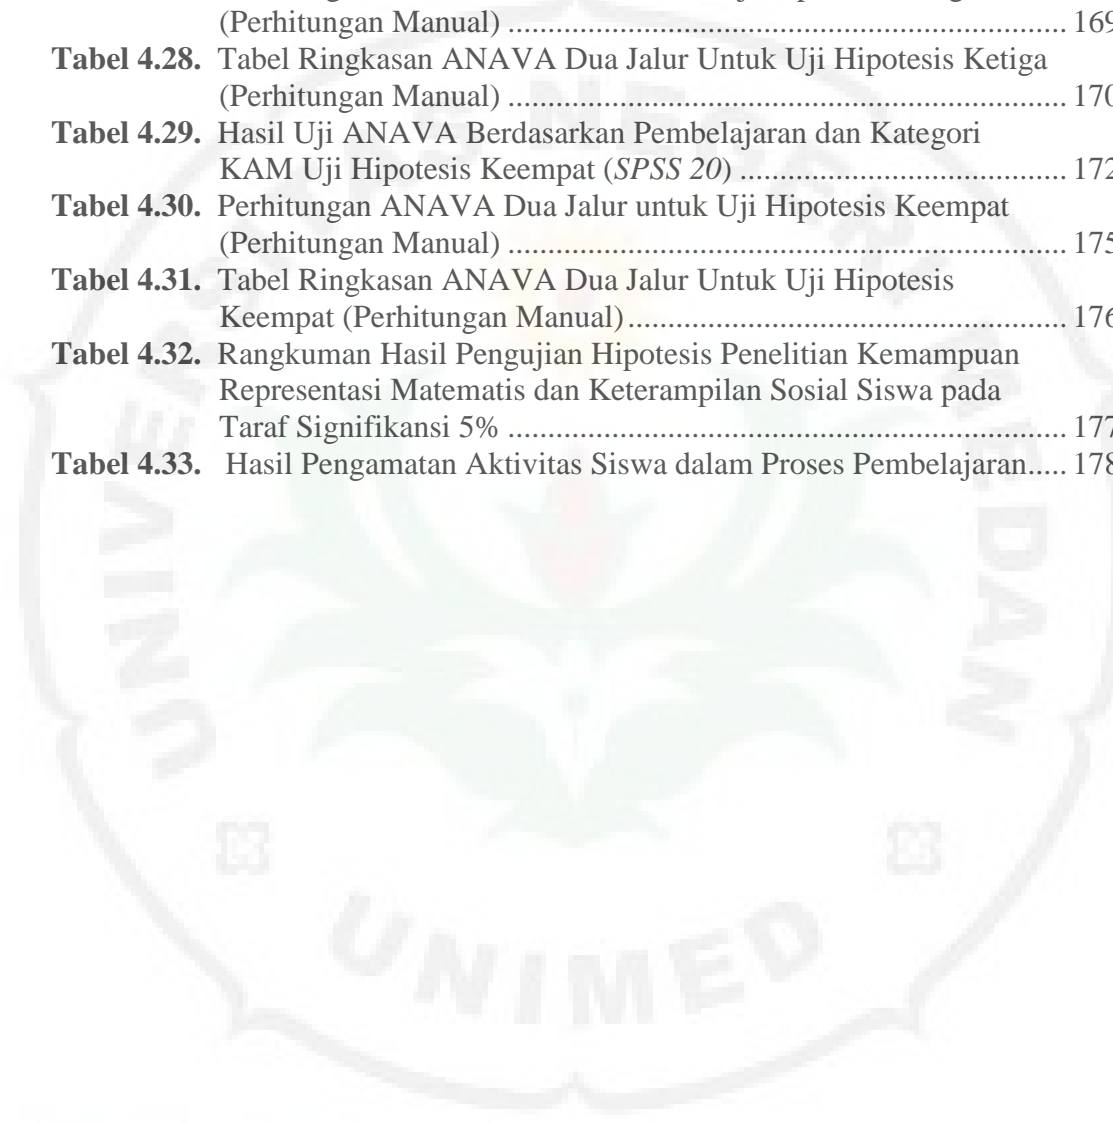 (Perhitungan Manual) ........................................................................ 169
Tabel 4.28. Tabel Ringkasan ANAVA Dua Jalur Untuk Uji Hipotesis Ketiga
(Perhitungan Manual) ........................................................................ 170
Tabel 4.29. Hasil Uji ANAVA Berdasarkan Pembelajaran dan Kategori
KAM Uji Hipotesis Keempat (SPSS 20) .......................................... 172
Tabel 4.30. Perhitungan ANAVA Dua Jalur untuk Uji Hipotesis Keempat
(Perhitungan Manual) ........................................................................ 175
Tabel 4.31. Tabel Ringkasan ANAVA Dua Jalur Untuk Uji Hipotesis
Keempat (Perhitungan Manual) ......................................................... 176
Tabel 4.32. Rangkuman Hasil Pengujian Hipotesis Penelitian Kemampuan
Representasi Matematis dan Keterampilan Sosial Siswa pada
Taraf Signifikansi 5% ........................................................................ 177
Tabel 4.33. Hasil Pengamatan Aktivitas Siswa dalam Proses Pembelajaran..... 178
UNIVERSITAS NEGERI MEDAN
UNIMED